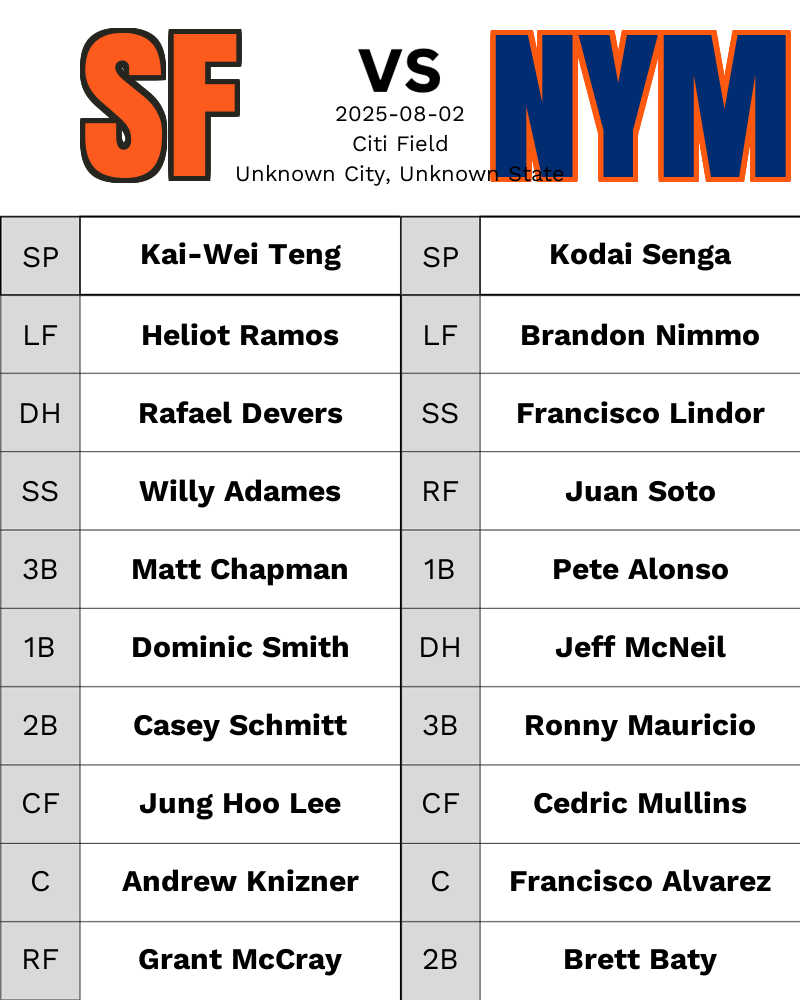 SF VS NYM
2025-08-02
Citi Field
Unknown City, Unknown State
SP Kai-Wei Teng SP Kodai Senga
LF Heliot Ramos LF Brandon Nimmo
DH Rafael Devers SS Francisco Lindor
SS Willy Adames RF Juan Soto
3B Matt Chapman 1B Pete Alonso
1B Dominic Smith DH Jeff McNeil
2B Casey Schmitt 3B Ronny Mauricio
CF Jung Hoo Lee CF Cedric Mullins
C Andrew Knizner C Francisco Alvarez
RF Grant McCray 2B Brett Baty